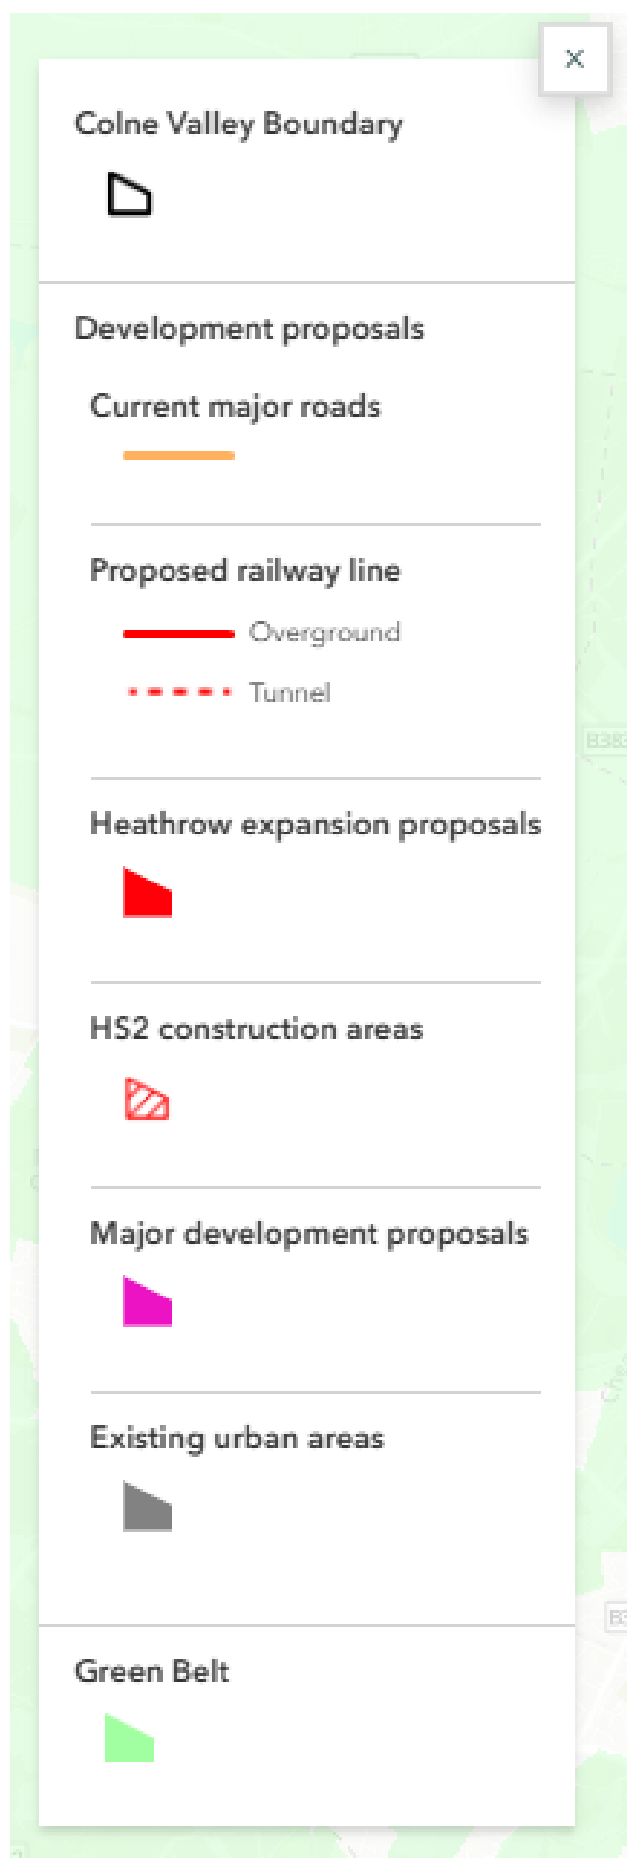 ×
Colne Valley Boundary
Development proposals
Current major roads
Proposed railway line
Overground
Tunnel
B383
Heathrow expansion proposals
HS2 construction areas
Major development proposals
Existing urban areas
Green Belt